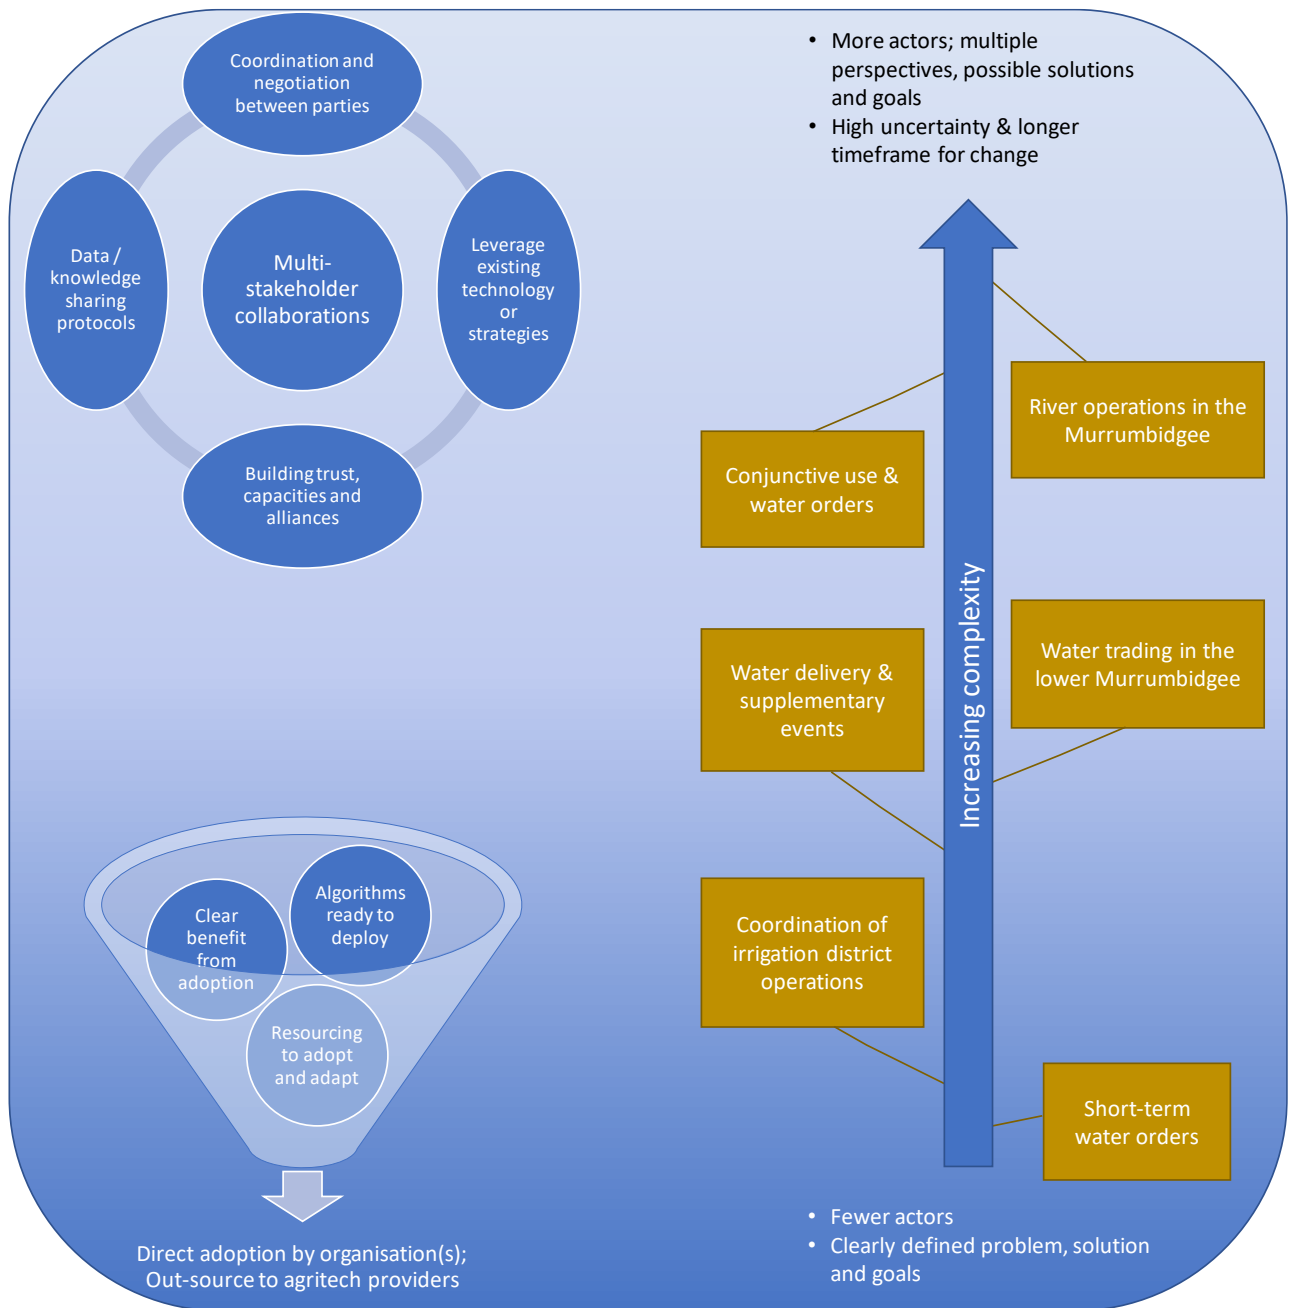 Coordination and
negotiation
between parties
Data /
knowledge
sharing
protocols
Multi-
stakeholder
collaborations
Leverage
existing
technology
or
strategies
Building trust,
capacities and
alliances
Clear
benefit
from
adoption
Algorithms
ready to
deploy
Resourcing
to adopt
and adapt
Direct adoption by organisation(s);
Out-source to agritech providers
• More actors; multiple
perspectives, possible solutions
and goals
• High uncertainty & longer
timeframe for change
Increasing complexity
River operations in the
Murrumbidgee
Conjunctive use &
water orders
Water trading in the
lower Murrumbidgee
Water delivery &
supplementary
events
Coordination of
irrigation district
operations
Short-term
water orders
• Fewer actors
• Clearly defined problem, solution
and goals